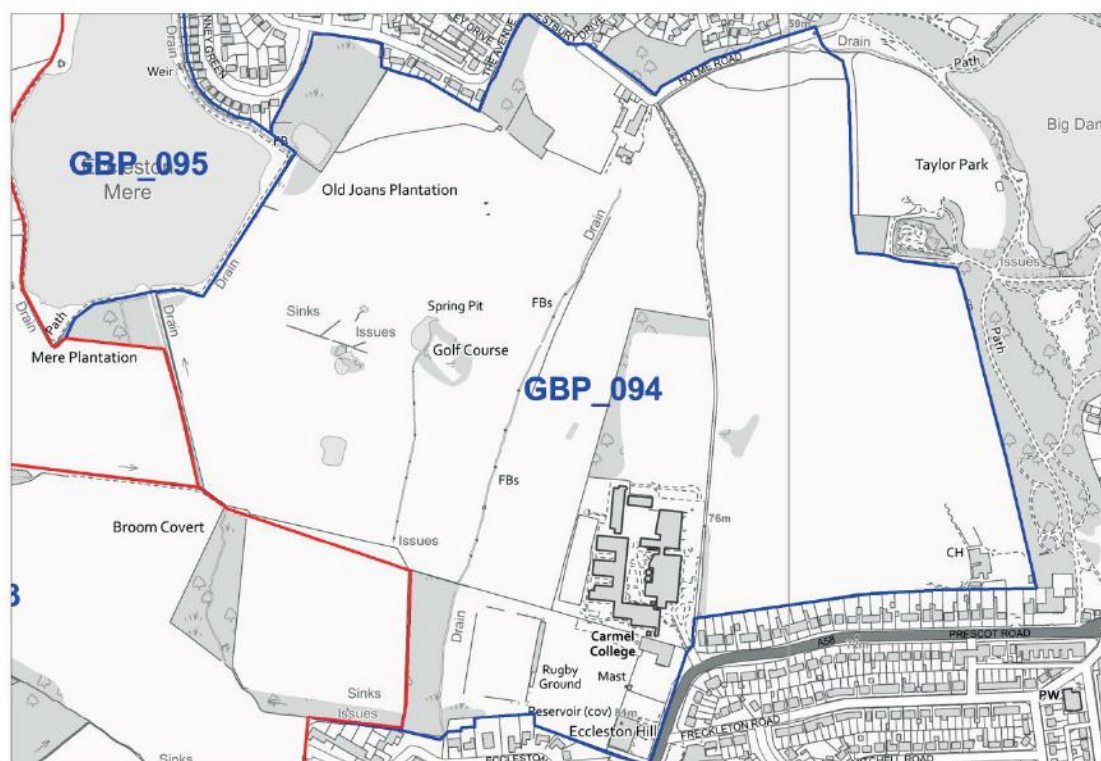 59m
Drain
Path
HOLME ROAD
THE AVENUE
Weir
Big Dam
GBP_095
Mere
Taylor Park
Old Joans Plantation
Drain
Drain
Issues
Drain
Path
Spring Pit
FBs
Sinks
Issues
Drain
Path
Golf Course
Mere Plantation
GBP_094
FBs
Broom Covert
76m
Issues
CH
Drain
Carmel
College
A58
PRESCOT ROAD
Rugby
Ground
Mast
Sinks
Issues
Reservoir (cov)
81m
PW
Eccleston Hill
FRECKLETON ROAD
Sinks